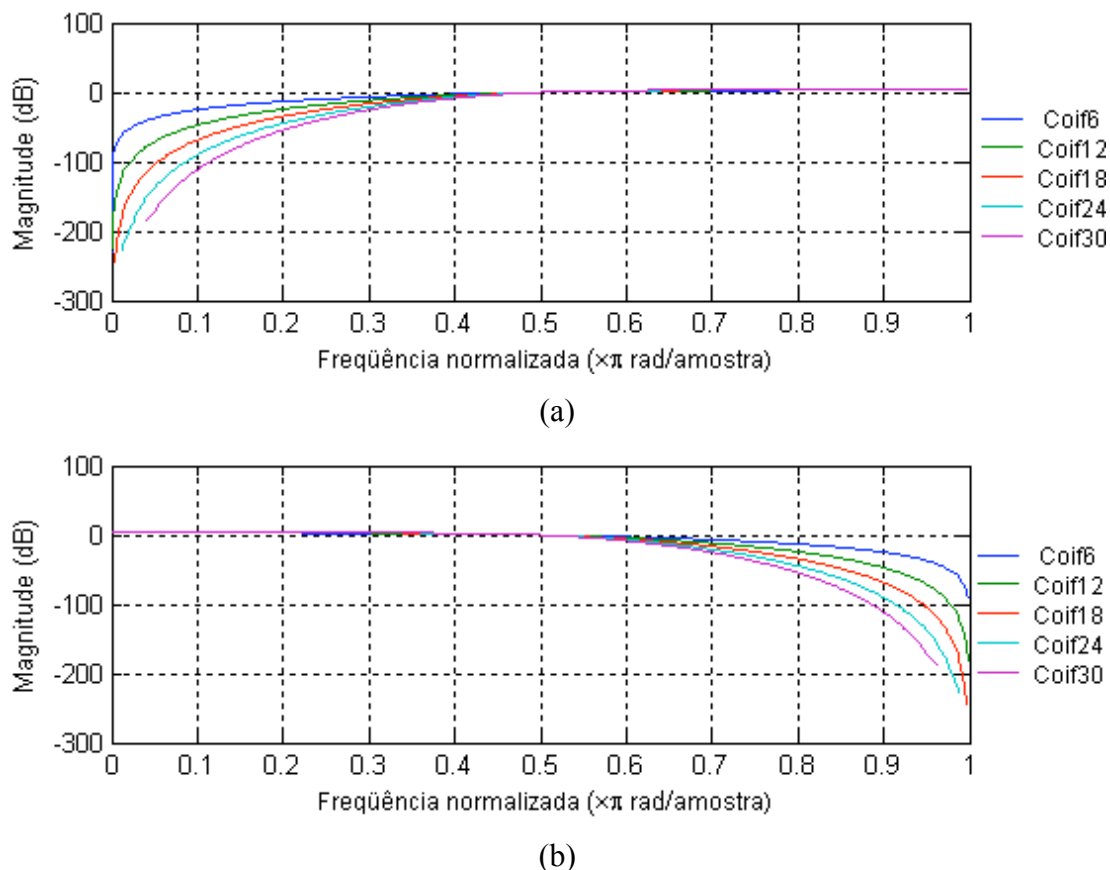 100
0
-100
-200
-300
Magnitude (dB)
0 0.1 0.2 0.3 0.4 0.5 0.6 0.7 0.8 0.9 1
Freqüência normalizada (×π rad/amostra)
Coif6
Coif12
Coif18
Coif24
Coif30
(a)
100
0
-100
-200
-300
Magnitude (dB)
0 0.1 0.2 0.3 0.4 0.5 0.6 0.7 0.8 0.9 1
Freqüência normalizada (×π rad/amostra)
Coif6
Coif12
Coif18
Coif24
Coif30
(b)